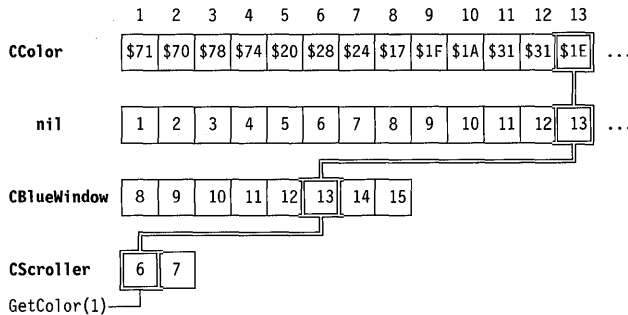 1 2 3 4 5 6 7 8 9 10 11 12 13
CColor $71 $70 $78 $74 $20 $28 $24 $17 $1F $1A $31 $31 $1E ...
nil 1 2 3 4 5 6 7 8 9 10 11 12 13 ...
CBlueWindow 8 9 10 11 12 13 14 15
CScroller 6 7
GetColor(1)